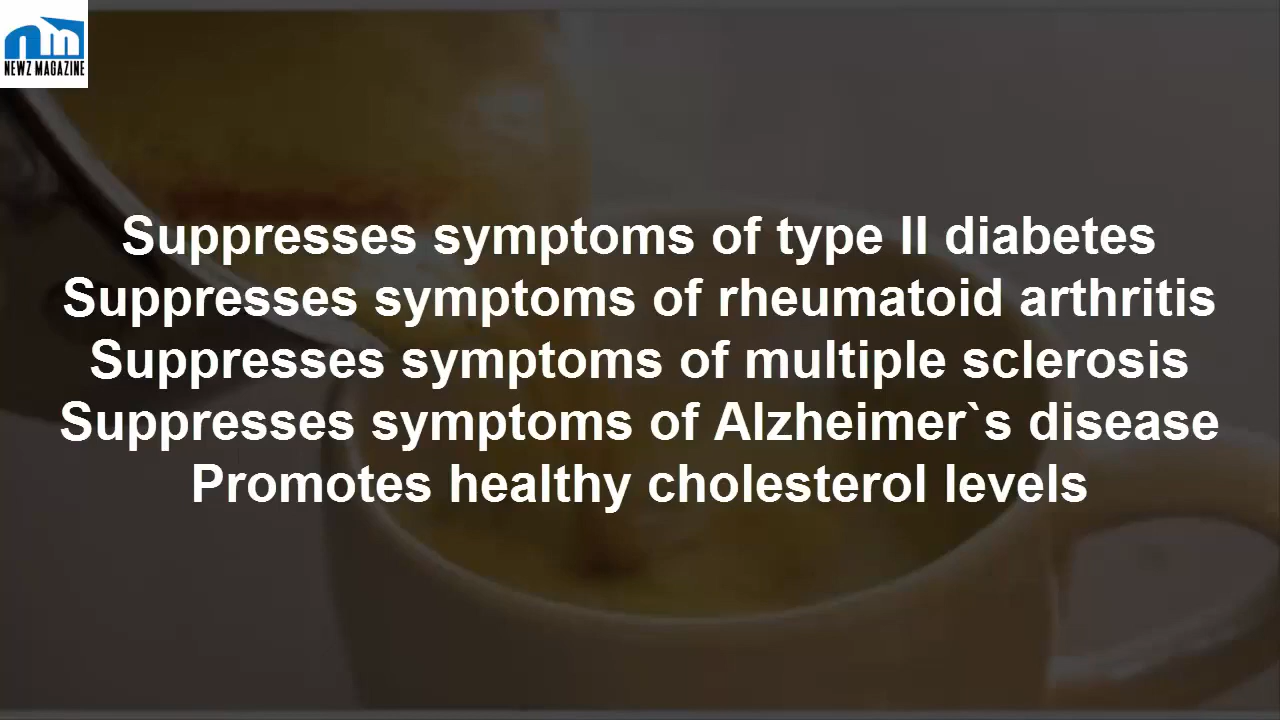 nm
NEWZ MAGAZINE
Suppresses symptoms of type II diabetes
Suppresses symptoms of rheumatoid arthritis
Suppresses symptoms of multiple sclerosis
Suppresses symptoms of Alzheimer`s disease
Promotes healthy cholesterol levels